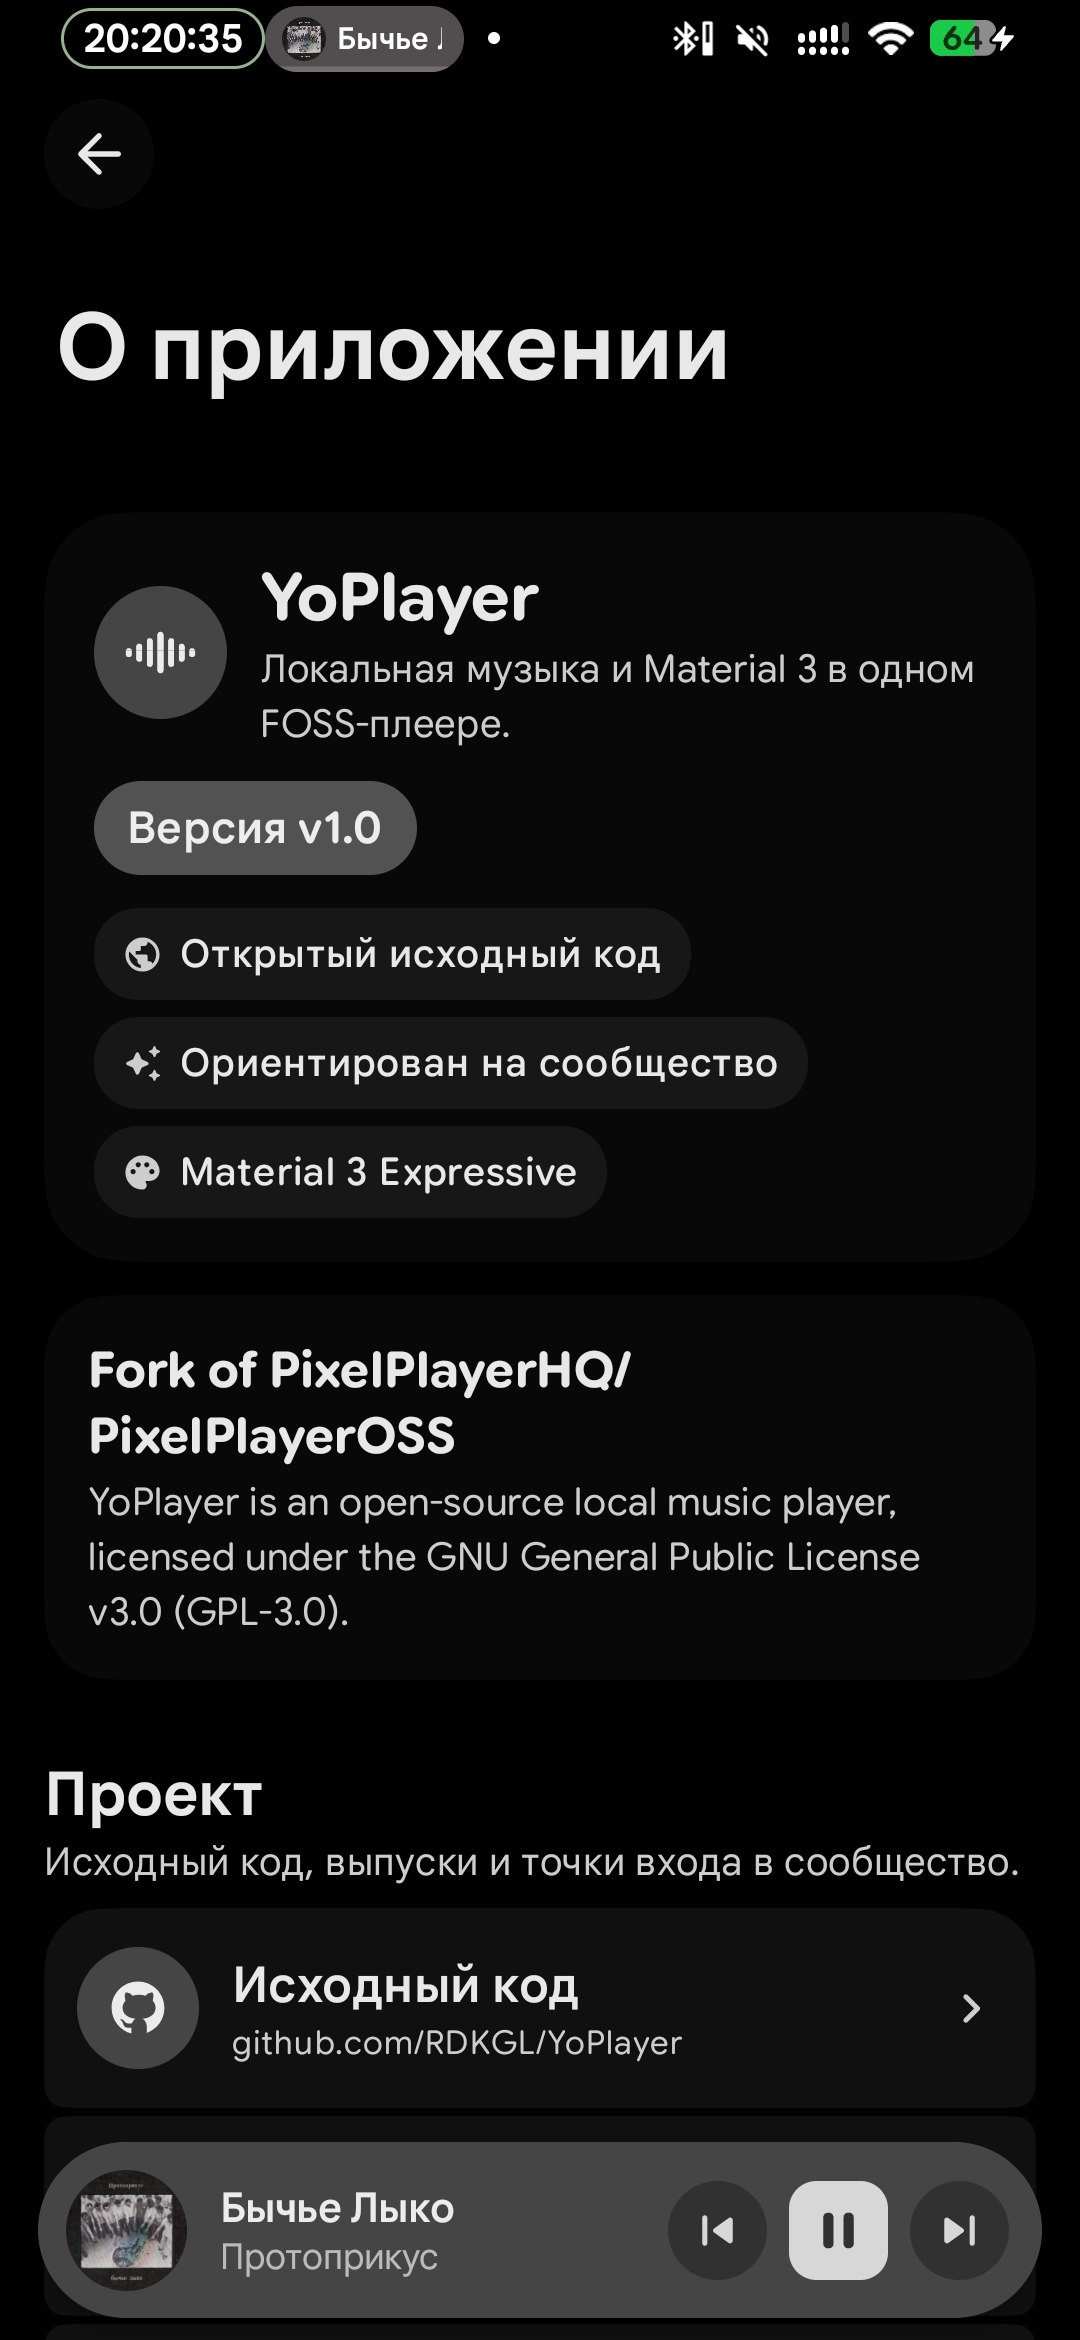 20:20:35
Бычье
64
О приложении
YoPlayer
Локальная музыка и Material 3 в одном
FOSS-плеере.
Версия v1.0
Открытый исходный код
Ориентирован на сообщество
Material 3 Expressive
Fork of PixelPlayerHQ/
PixelPlayerOSS
YoPlayer is an open-source local music player,
licensed under the GNU General Public License
v3.0 (GPL-3.0).
Проект
Исходный код, выпуски и точки входа в сообщество.
Исходный код
github.com/RDKGL/YoPlayer
Бычье Лыко
Протоприкус